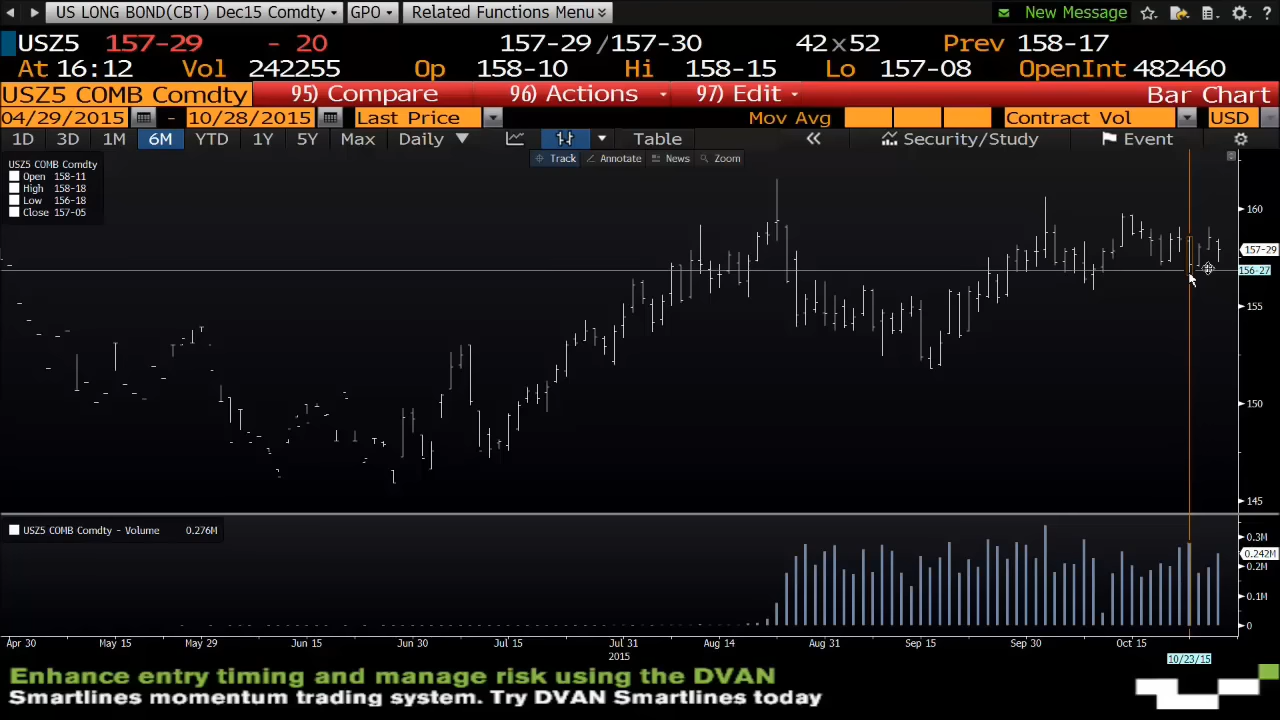 US LONG BOND(CBT) Dec15 Comdty GPO Related Functions Menu New Message ?
USZ5 157-29 - 20 157-29/157-30 42x52 Prev 158-17
At 16:12 Vol 242255 Op 158-10 Hi 158-15 Lo 157-08 OpenInt 482460
USZ5 COMB Comdty 95) Compare 96) Actions 97) Edit Bar Chart
04/29/2015 - 10/28/2015 Last Price Mov Avg Contract Vol USD
1D 3D 1M 6M YTD 1Y 5Y Max Daily Table « Security/Study Event
Track Annotate News Zoom
USZ5 COMB Comdty
Open 158-11
High 158-18
Low 156-18
Close 157-05
160
157-29
156-27
155
150
145
USZ5 COMB Comdty - Volume 0.276M
0.3M
0.242M
0.2M
0.1M
0
Apr 30 May 15 May 29 Jun 15 Jun 30 Jul 15 Jul 31 Aug 14 Aug 31 Sep 15 Sep 30 Oct 15
2015 10/23/15
Enhance entry timing and manage risk using the DVAN
Smartlines momentum trading system. Try DVAN Smartlines today